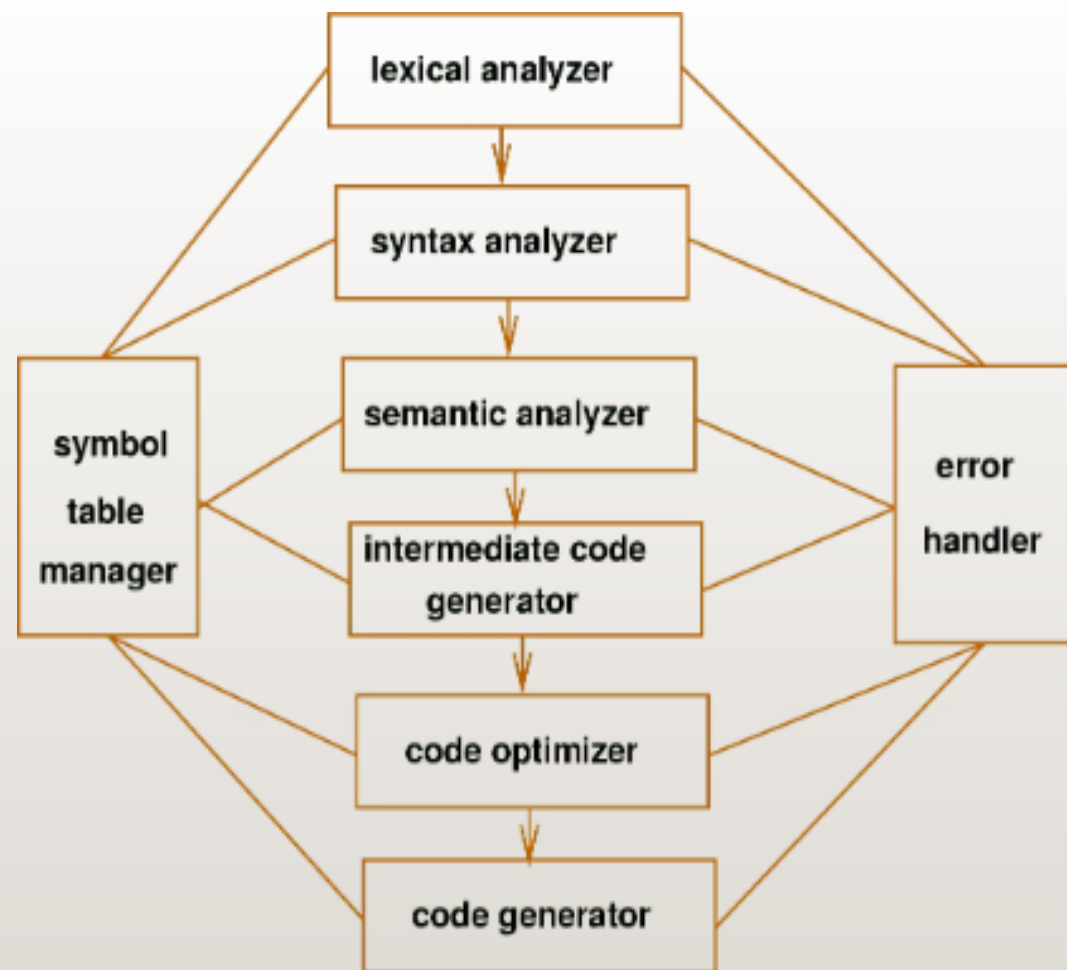 lexical analyzer
syntax analyzer
semantic analyzer
symbol
table
manager
error
handler
intermediate code
generator
code optimizer
code generator